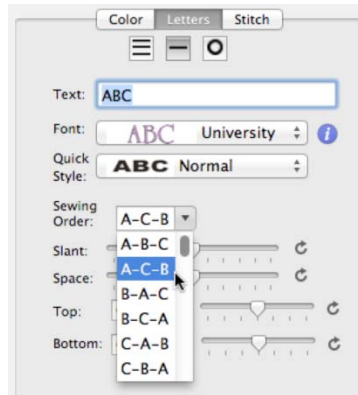 Color Letters Stitch
Text: ABC
Font: ABC University
Quick Style: ABC Normal
Sewing Order: A-C-B
A-B-C
Slant:
A-C-B
Space:
B-A-C
Top:
B-C-A
Bottom:
C-A-B
C-B-A